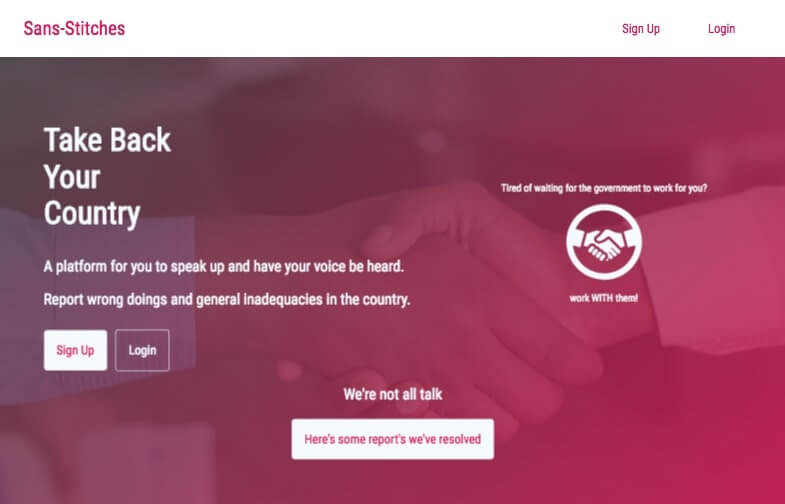 Sans-Stitches
Sign Up
Login
Take Back
Your
Country
A platform for you to speak up and have your voice be heard.
Report wrong doings and general inadequacies in the country.
Sign Up
Login
Tired of waiting for the government to work for you?
work WITH them!
We're not all talk
Here's some report's we've resolved